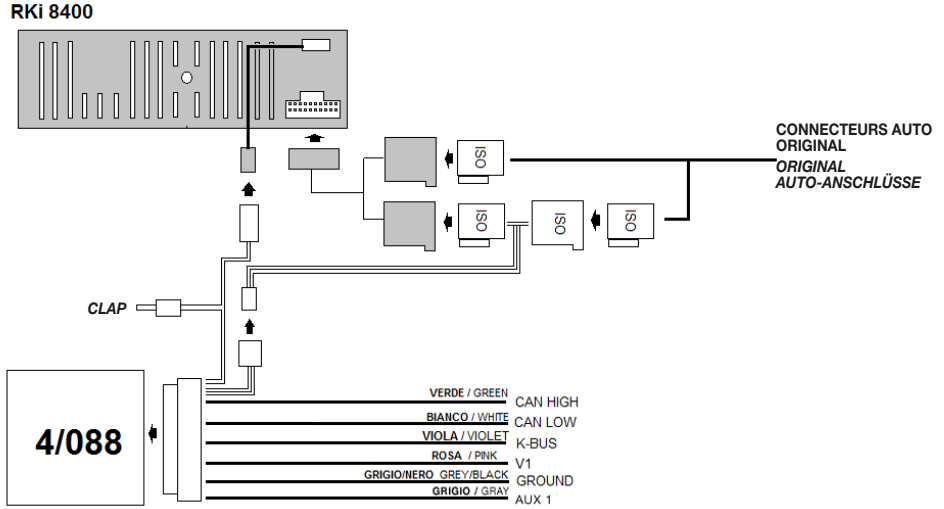 RKi 8400
CONNECTEURS AUTO
ORIGINAL
ORIGINAL
AUTO-ANSCHLÜSSE
ISO
ISO
ISO
ISO
CLAP
4/088
VERDE / GREEN CAN HIGH
BIANCO / WHITE CAN LOW
VIOLA / VIOLET K-BUS
ROSA / PINK V1
GRIGIO/NERO GREY/BLACK GROUND
GRIGIO / GRAY AUX 1